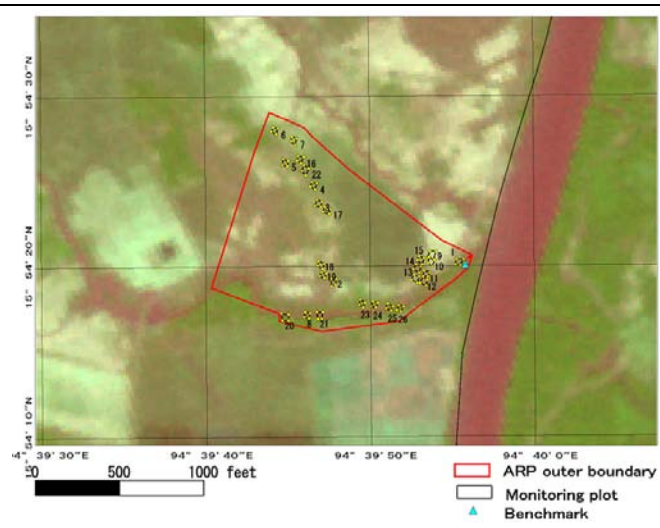 15° 54' 30"N
6
7
5
16
22
4
3
17
15
9
1
14
10
18
13
11
19
12
2
15° 54' 20"N
23
24
25
26
20
8
21
15° 54' 10"N
94° 39' 30"E
94° 39' 40"E
94° 39' 50"E
94° 40' 0"E
0
500
1000 feet
ARP outer boundary
Monitoring plot
Benchmark